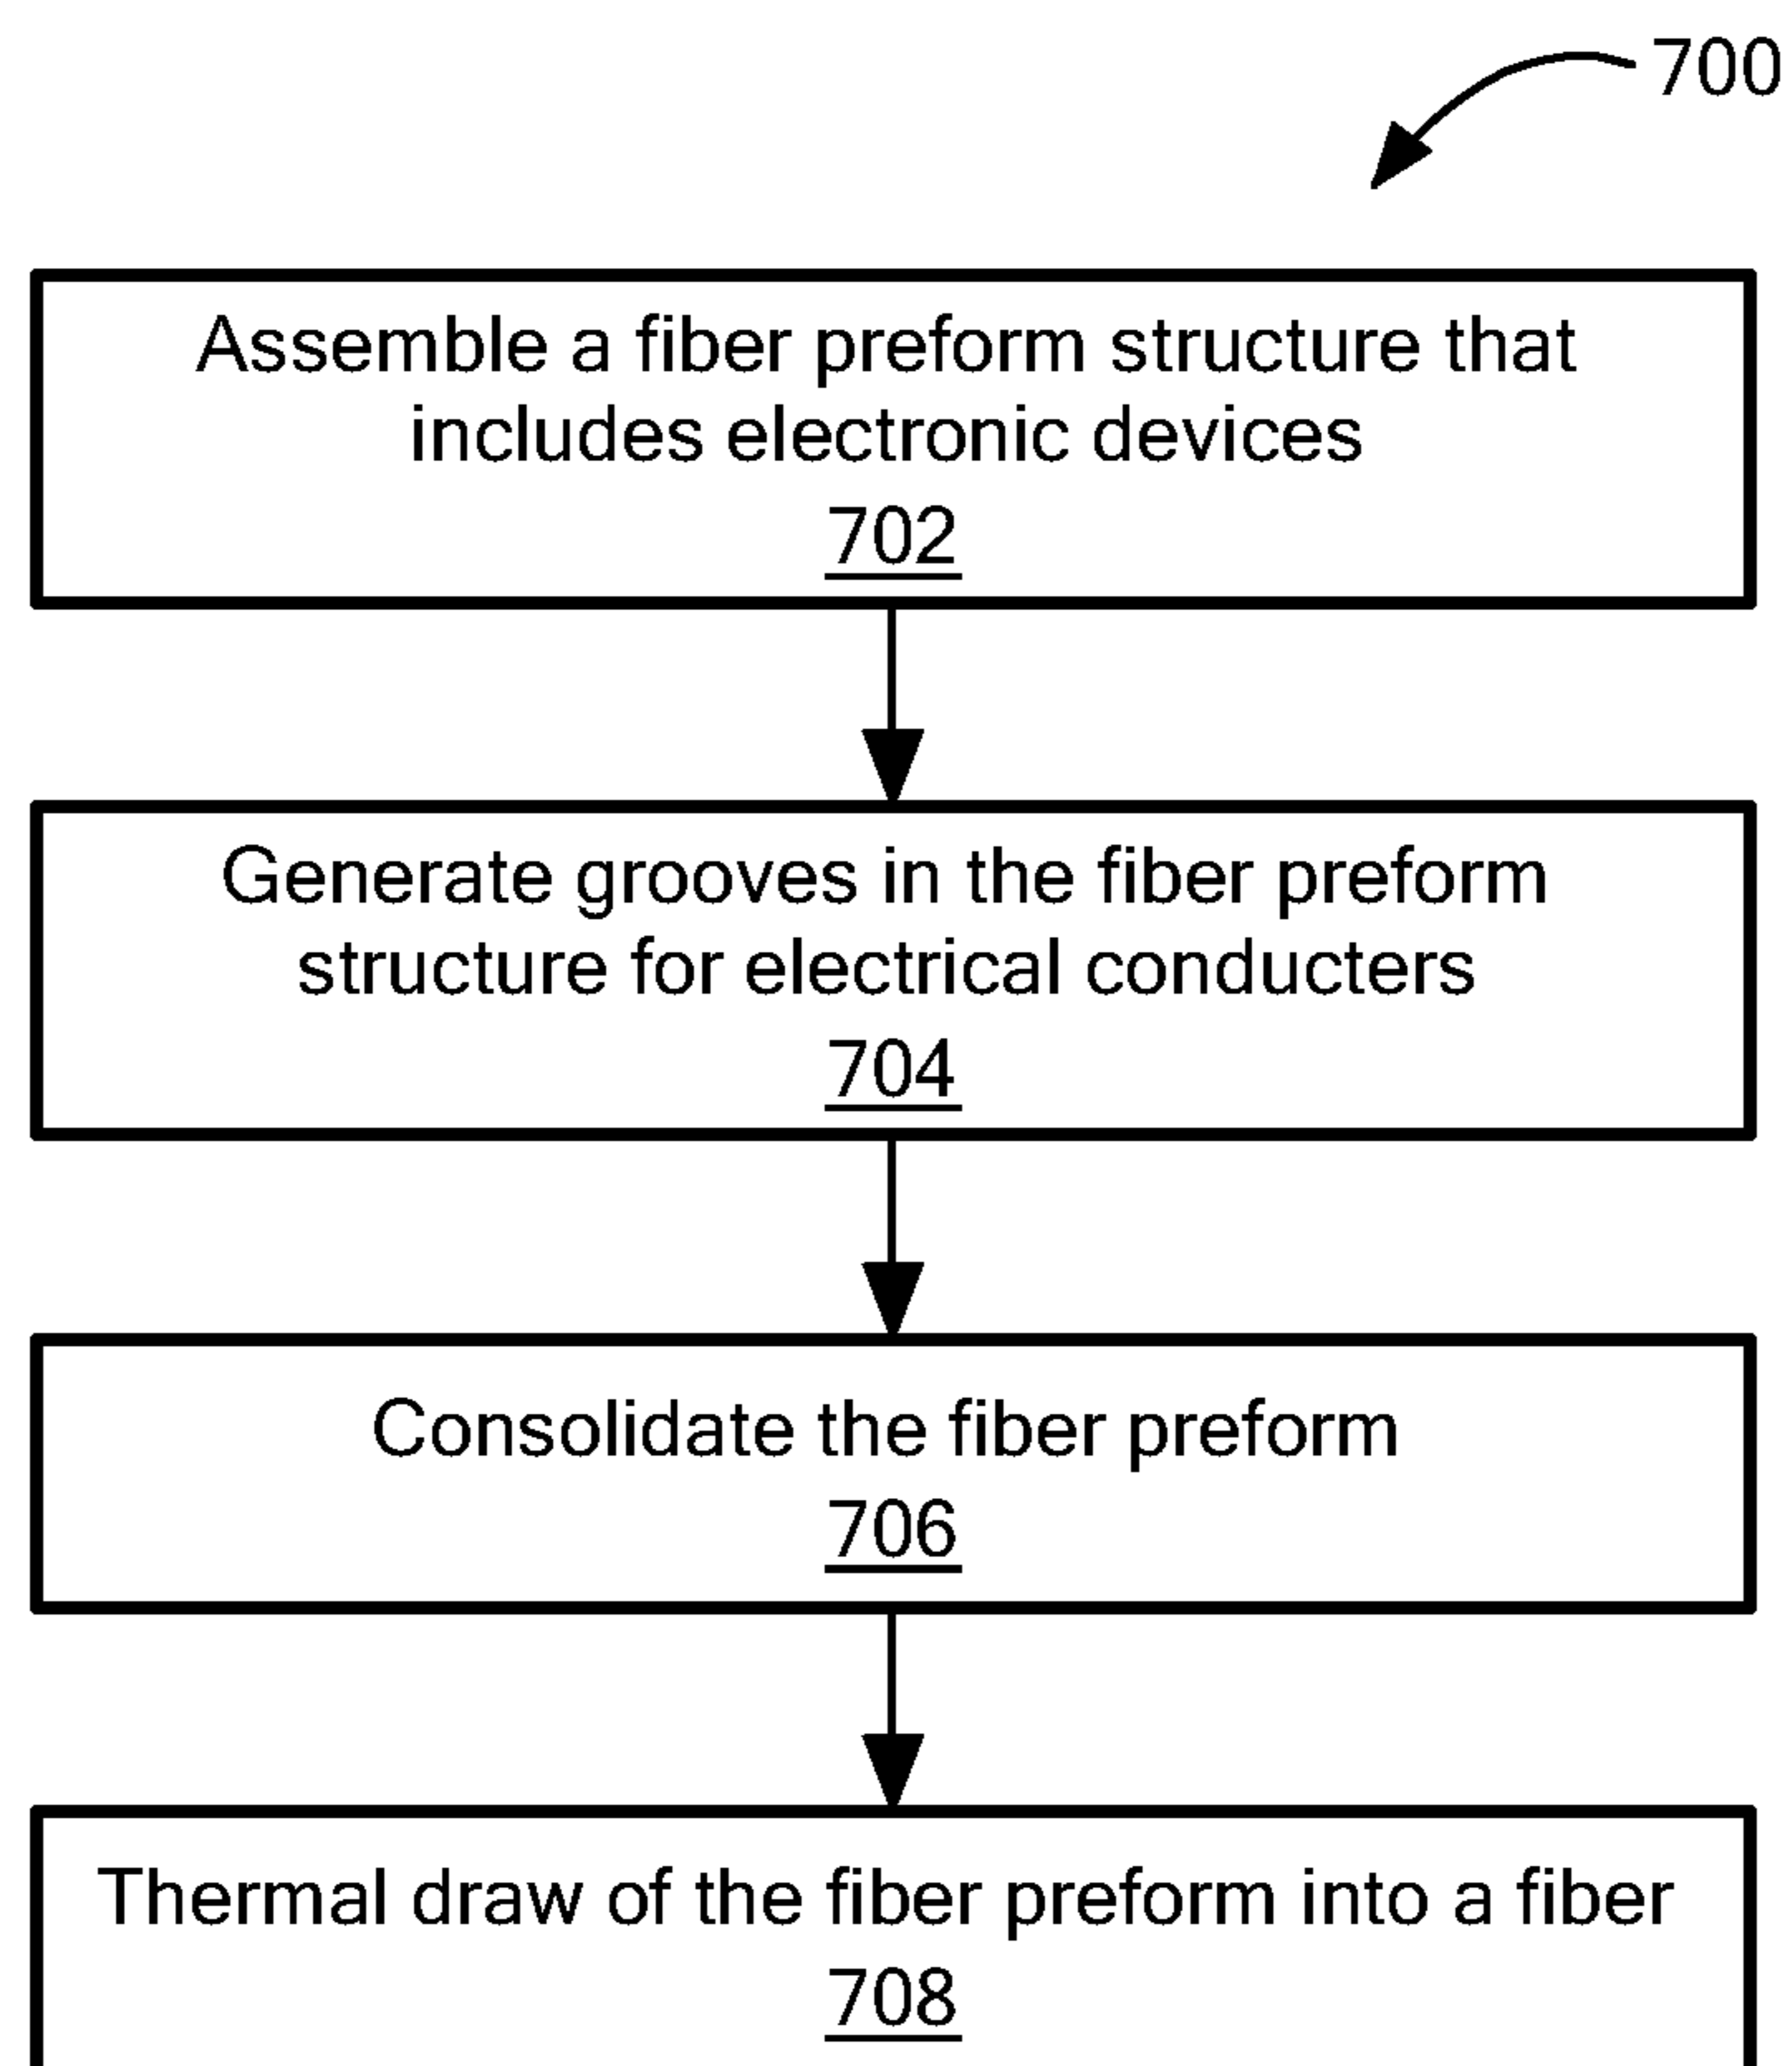 700
Assemble a fiber preform structure that
includes electronic devices
702
Generate grooves in the fiber preform
structure for electrical conducters
704
Consolidate the fiber preform
706
Thermal draw of the fiber preform into a fiber
708